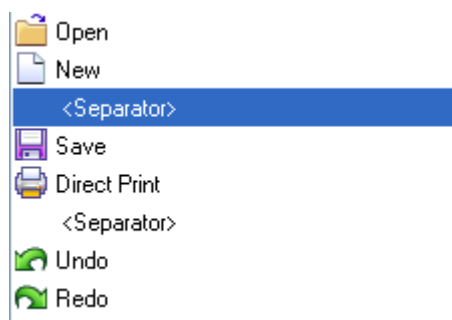 Open
New
<Separator>
Save
Direct Print
<Separator>
Undo
Redo